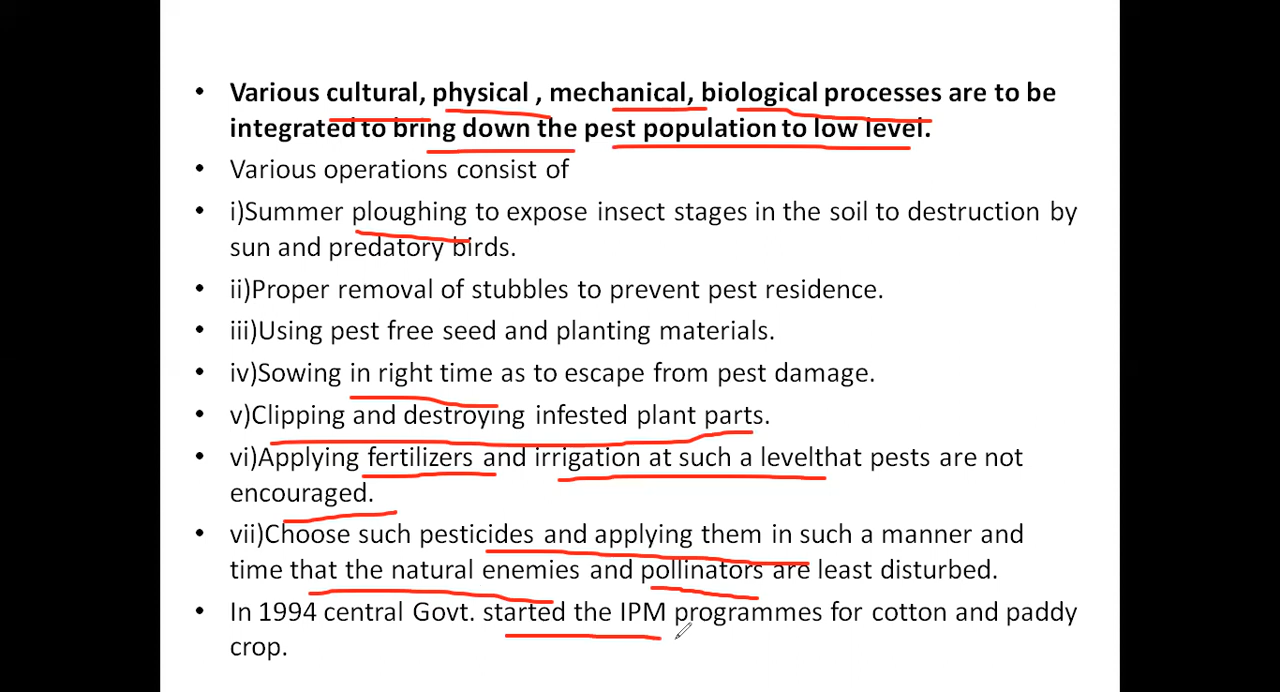 • Various cultural, physical , mechanical, biological processes are to be
integrated to bring down the pest population to low level.
• Various operations consist of
• i)Summer ploughing to expose insect stages in the soil to destruction by
sun and predatory birds.
• ii)Proper removal of stubbles to prevent pest residence.
• iii)Using pest free seed and planting materials.
• iv)Sowing in right time as to escape from pest damage.
• v)Clipping and destroying infested plant parts.
• vi)Applying fertilizers and irrigation at such a levelthat pests are not
encouraged.
• vii)Choose such pesticides and applying them in such a manner and
time that the natural enemies and pollinators are least disturbed.
• In 1994 central Govt. started the IPM programmes for cotton and paddy
crop.